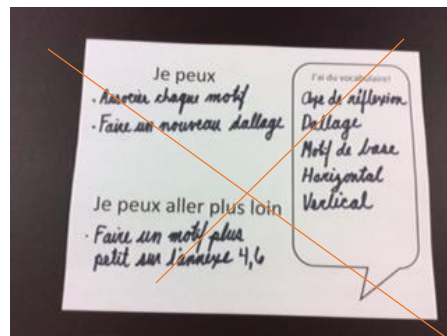 Je peux
· Associer chaque motif
· Faire un nouveau dallage
Je peux aller plus loin
· Faire un motif plus
petit sur l'annexe 4,6
J'ai du vocabulaire!
Axe de réflexion
Dallage
Motif de base
Horizontal
Vertical